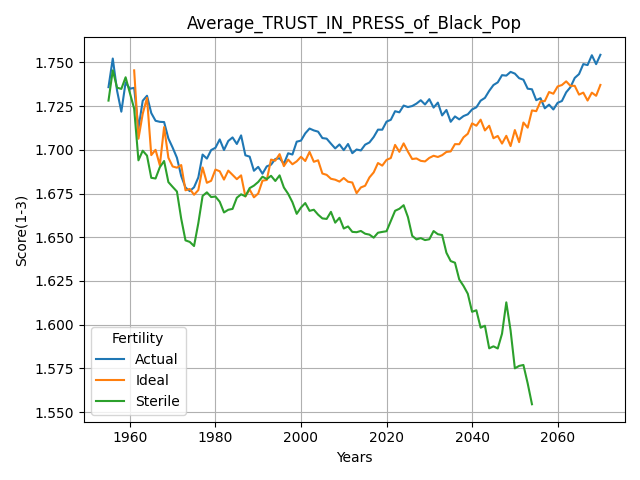 Average_TRUST_IN_PRESS_of_Black_Pop
Score(1-3)
1.750
1.725
1.700
1.675
1.650
1.625
1.600
1.575
1.550
Fertility
Actual
Ideal
Sterile
1960 1980 2000 2020 2040 2060
Years